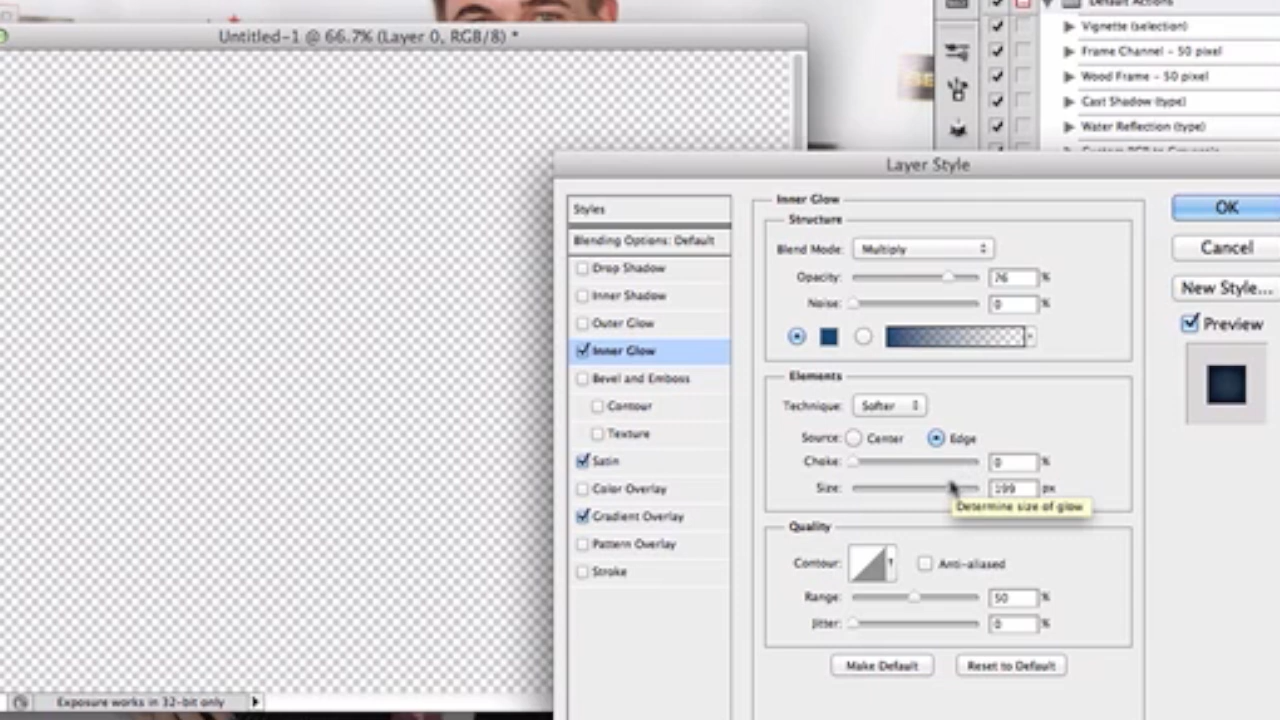 Default Actions
Untitled-1 @ 66.7% (Layer 0, RGB/8) *
Vignette (selection)
Frame Channel - 50 pixel
Wood Frame - 50 pixel
Cast Shadow (type)
Water Reflection (type)
Custom RGB to Grayscale
Layer Style
Styles
Blending Options: Default
Drop Shadow
Inner Shadow
Outer Glow
Inner Glow
Bevel and Emboss
Contour
Texture
Satin
Color Overlay
Gradient Overlay
Pattern Overlay
Stroke
Inner Glow
Structure
Blend Mode: Multiply
Opacity: 76 %
Noise: 0 %
Elements
Technique: Softer
Source: Center Edge
Choke: 0 %
Size: 199 px
Determine size of glow
Quality
Contour: Anti-aliased
Range: 50 %
Jitter: 0 %
Make Default Reset to Default
OK
Cancel
New Style...
Preview
Exposure works in 32-bit only